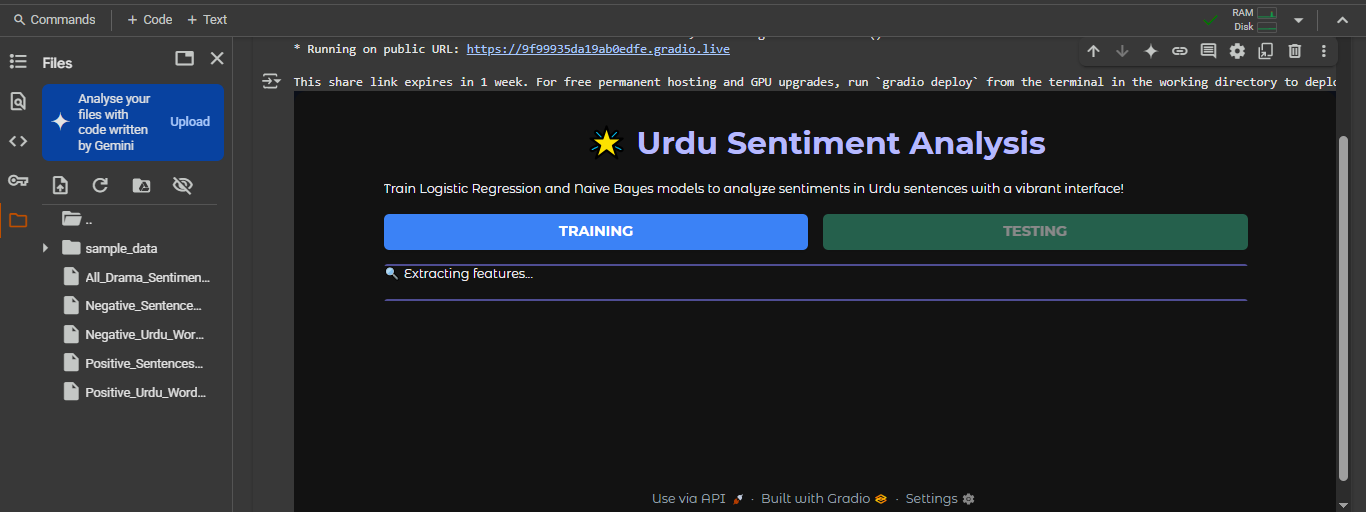 Commands + Code + Text
RAM
Disk
Files
Analyse your
files with
code written
by Gemini
Upload
..
sample_data
All_Drama_Sentimen...
Negative_Sentence...
Negative_Urdu_Wor...
Positive_Sentences...
Positive_Urdu_Word...
* Running on public URL: https://9f99935da19ab0edfe.gradio.live
This share link expires in 1 week. For free permanent hosting and GPU upgrades, run `gradio deploy` from the terminal in the working directory to deplo
Urdu Sentiment Analysis
Train Logistic Regression and Naive Bayes models to analyze sentiments in Urdu sentences with a vibrant interface!
TRAINING TESTING
Extracting features...
Use via API · Built with Gradio · Settings